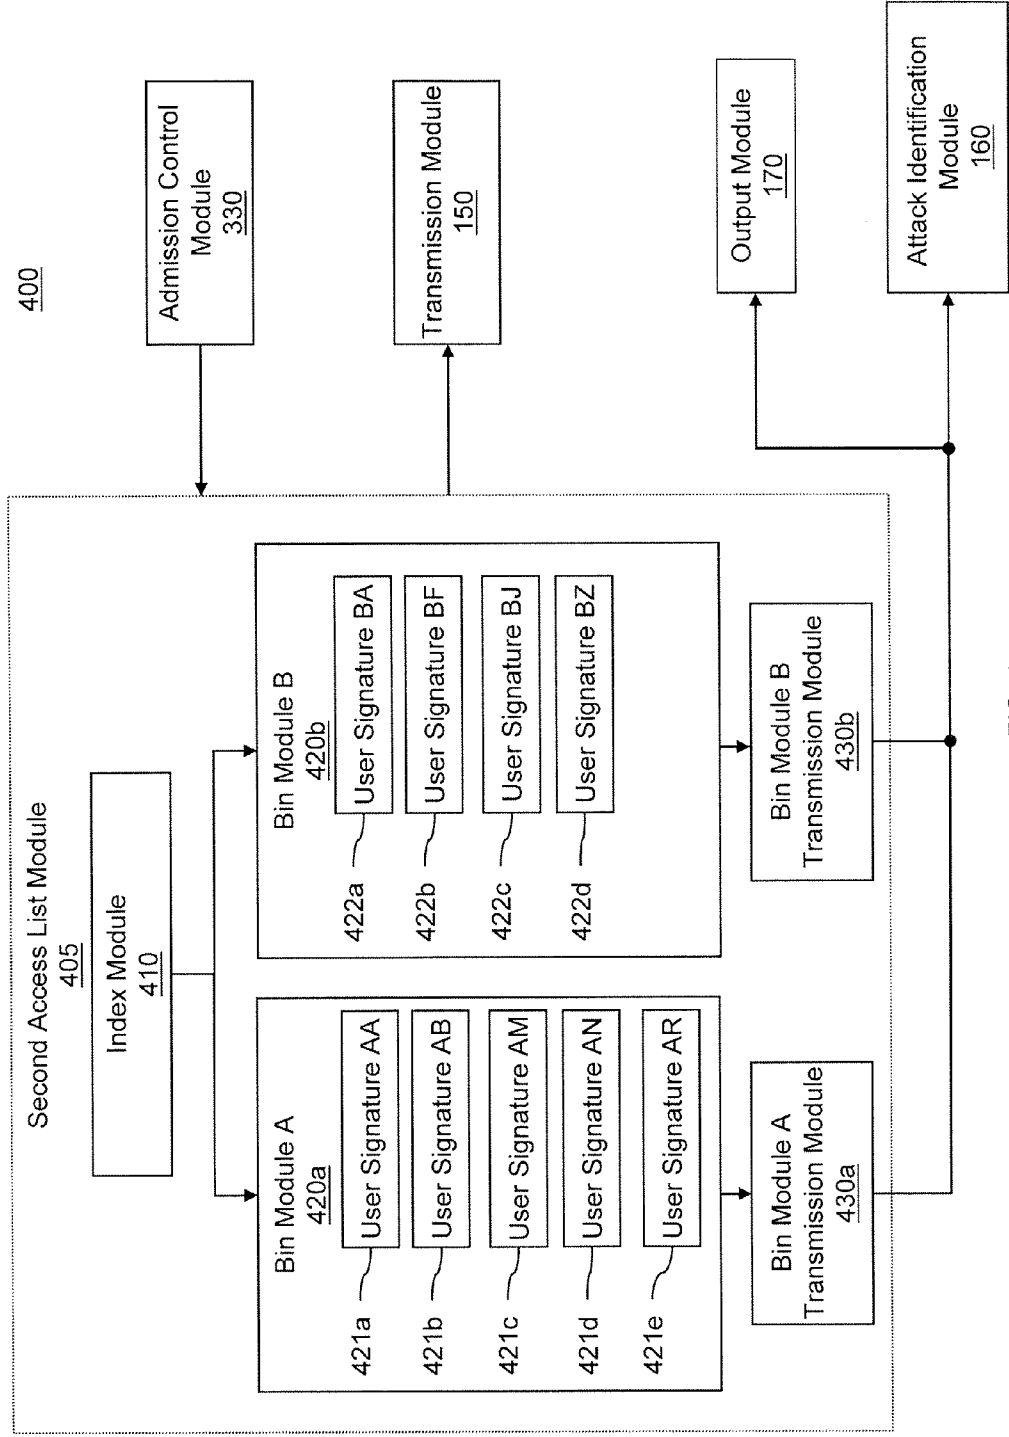 400
Second Access List Module
405
Index Module
410
Bin Module A
420a
421a
User Signature AA
421b
User Signature AB
421c
User Signature AM
421d
User Signature AN
421e
User Signature AR
Bin Module B
420b
422a
User Signature BA
422b
User Signature BF
422c
User Signature BJ
422d
User Signature BZ
Bin Module A
Transmission Module
430a
Bin Module B
Transmission Module
430b
Admission Control
Module
330
Transmission Module
150
Output Module
170
Attack Identification
Module
160